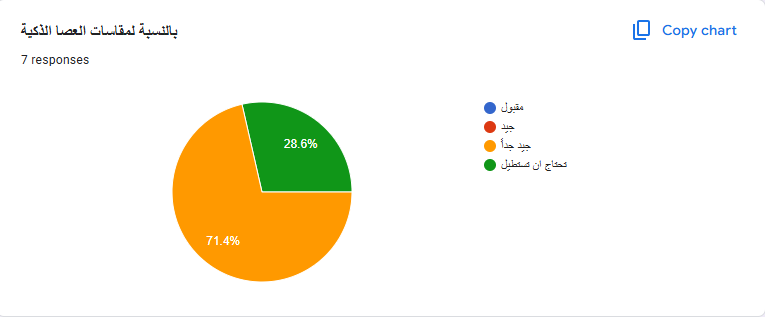 بالنسبة لمقاسات العصا الذكية
Copy chart
7 responses
28.6%
71.4%
مقبول
جيد
جيد جداً
تحتاج ان تستطيل